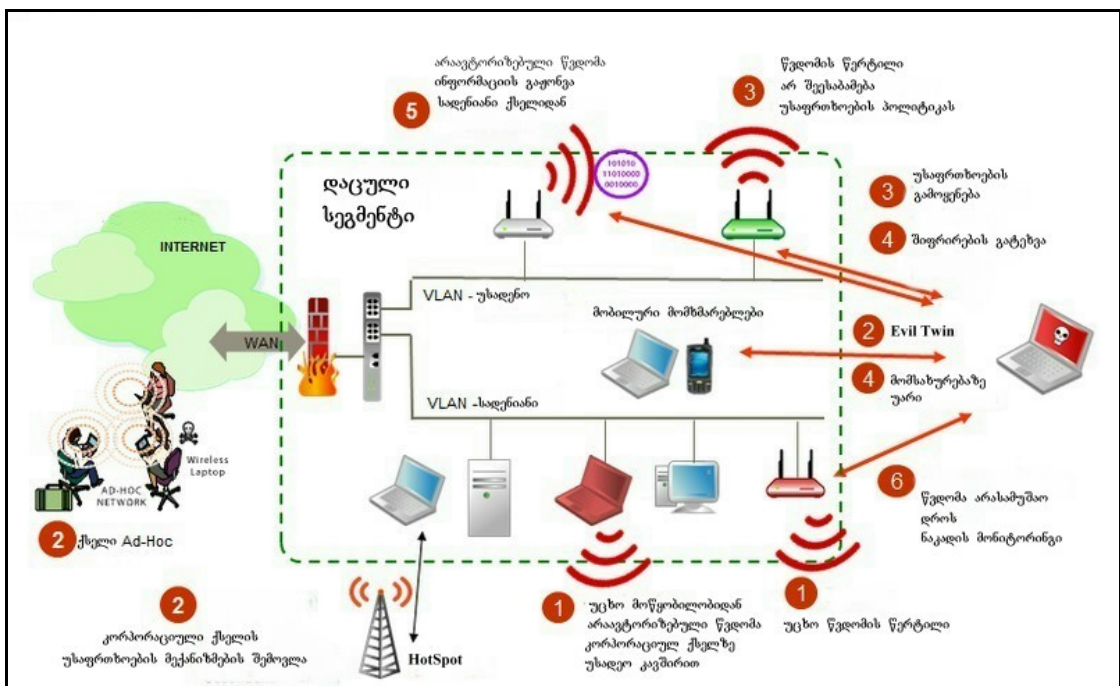 არაავტორიზებული წვდომა
ინფორმაციის გაჟონვა
სადენიანი ქსელიდან
5
3
წვდომის წერტილი
არ შეესაბამება
უსაფრთხოების პოლიტიკას
101010
11010000
0010000
დაცული
სეგმენტი
3
უსაფრთხოების
გამოყენება
4
შიფრირების გატეხვა
INTERNET
WAN
VLAN - უსადენო
მობილური მომხმარებლები
2
Evil Twin
4
მომსახურებაზე
უარი
VLAN -სადენიანი
Wireless
Laptop
AD-HOC
NETWORK
2
ქსელი Ad-Hoc
6
წვდომა არასამუშაო
დროს
ნაკადის მონიტორინგი
2
კორპორაციული ქსელის
უსაფრთხოების მექანიზმების შემოვლა
HotSpot
1
უცხო მოწყობილობიდან
არაავტორიზებული წვდომა
კორპორაციულ ქსელზე
უსადეო კავშირით
1
უცხო წვდომის წერტილი